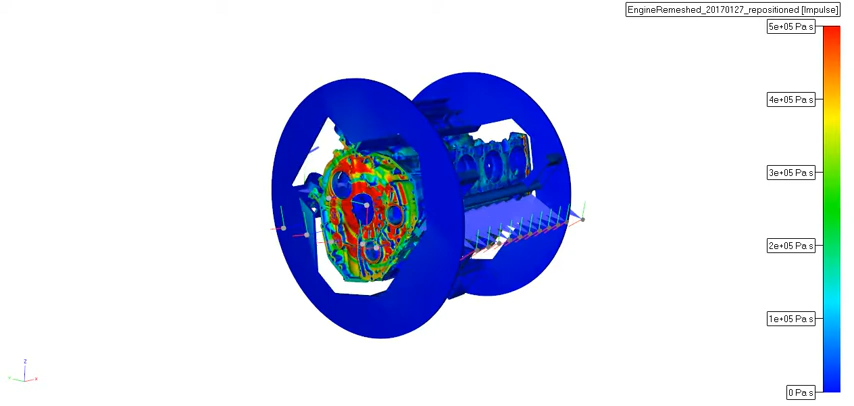 EngineRemeshed_20170127_repositioned [Impulse]
5e+05 Pa s
4e+05 Pa s
3e+05 Pa s
2e+05 Pa s
1e+05 Pa s
0 Pa s
z